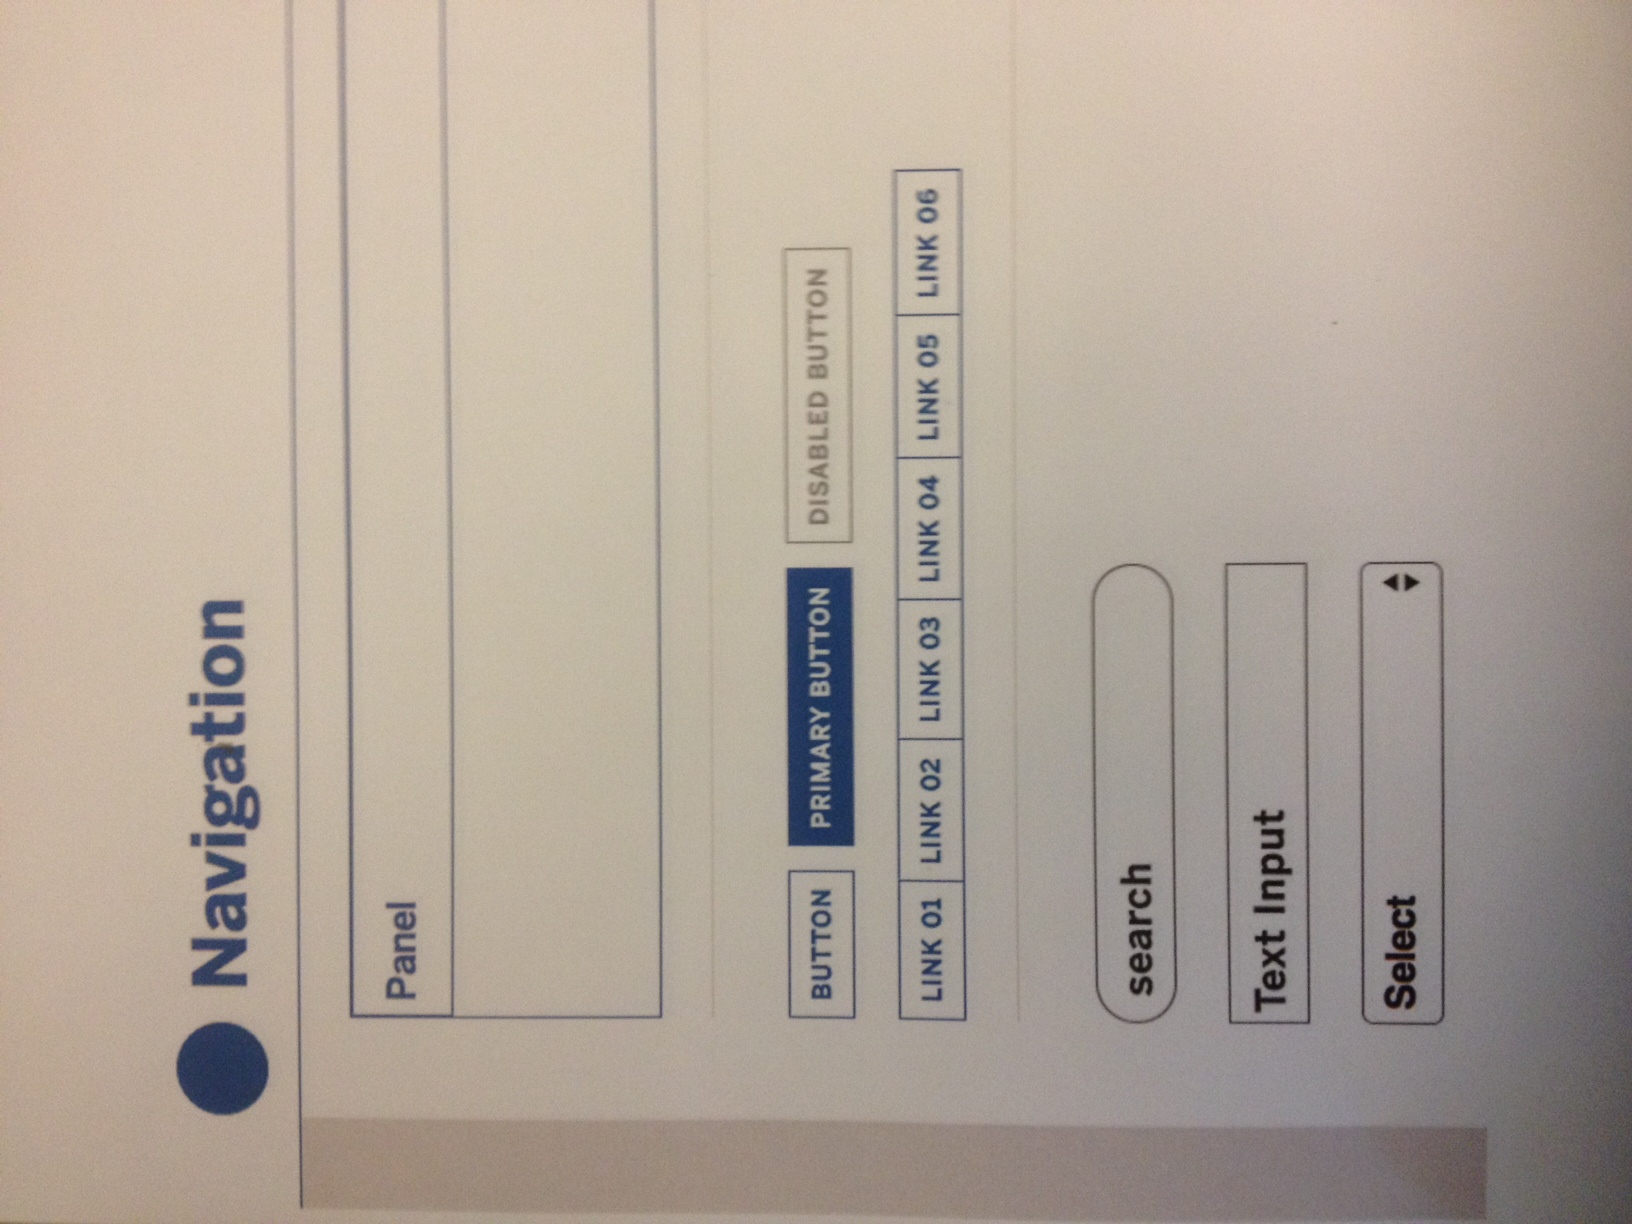 Navigation
Panel
BUTTON PRIMARY BUTTON DISABLED BUTTON
LINK 01 LINK 02 LINK 03 LINK 04 LINK 05 LINK 06
search
Text Input
Select